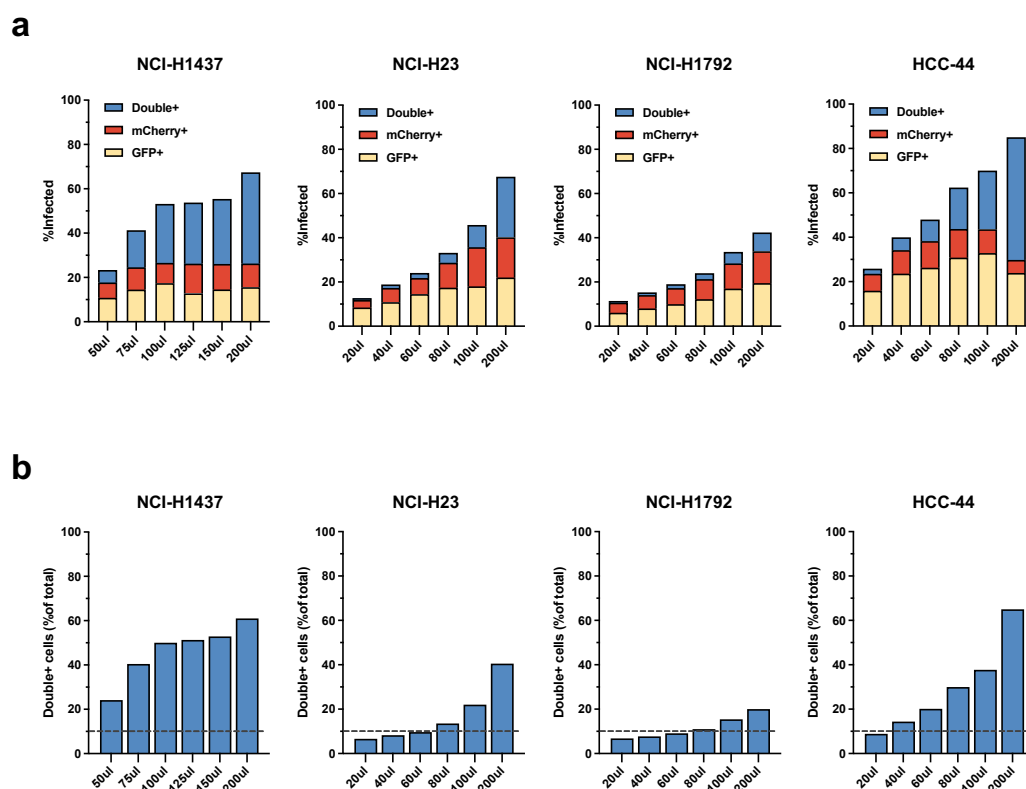 a
NCI-H1437
NCI-H23
NCI-H1792
HCC-44
%Infected
100
80
60
40
20
0
Double+
mCherry+
GFP+
50ul
75ul
100ul
125ul
150ul
200ul
%Infected
100
80
60
40
20
0
Double+
mCherry+
GFP+
20ul
40ul
60ul
80ul
100ul
200ul
%Infected
100
80
60
40
20
0
Double+
mCherry+
GFP+
20ul
40ul
60ul
80ul
100ul
200ul
%Infected
100
80
60
40
20
0
Double+
mCherry+
GFP+
20ul
40ul
60ul
80ul
100ul
200ul
b
NCI-H1437
NCI-H23
NCI-H1792
HCC-44
Double+ cells (%of total)
100
80
60
40
20
0
50ul
75ul
100ul
125ul
150ul
200ul
Double+ cells (%of total)
100
80
60
40
20
0
20ul
40ul
60ul
80ul
100ul
200ul
Double+ cells (%of total)
100
80
60
40
20
0
20ul
40ul
60ul
80ul
100ul
200ul
Double+ cells (%of total)
100
80
60
40
20
0
20ul
40ul
60ul
80ul
100ul
200ul